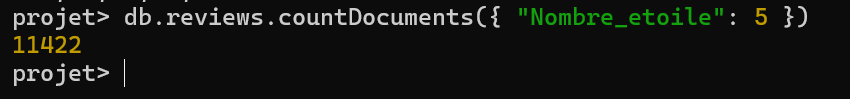 projet> db.reviews.countDocuments({ "Nombre_etoile": 5 })
11422
projet>